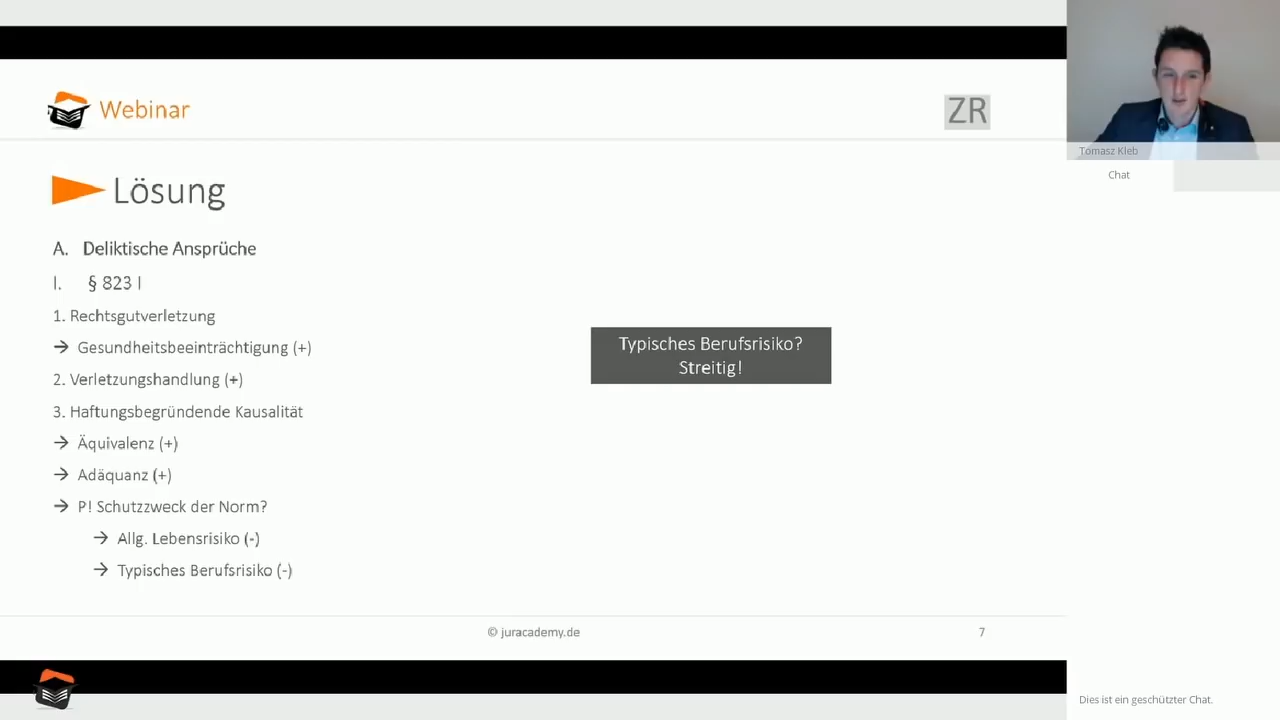 Webinar
ZR
Tomasz Kleb
Chat
Lösung
A. Deliktische Ansprüche
I. § 823 I
1. Rechtsgutverletzung
→ Gesundheitsbeeinträchtigung (+)
2. Verletzungshandlung (+)
3. Haftungsbegründende Kausalität
→ Äquivalenz (+)
→ Adäquanz (+)
→ P! Schutzzweck der Norm?
→ Allg. Lebensrisiko (-)
→ Typisches Berufsrisiko (-)
Typisches Berufsrisiko?
Streitig!
© juracademy.de
7
Dies ist ein geschützter Chat.